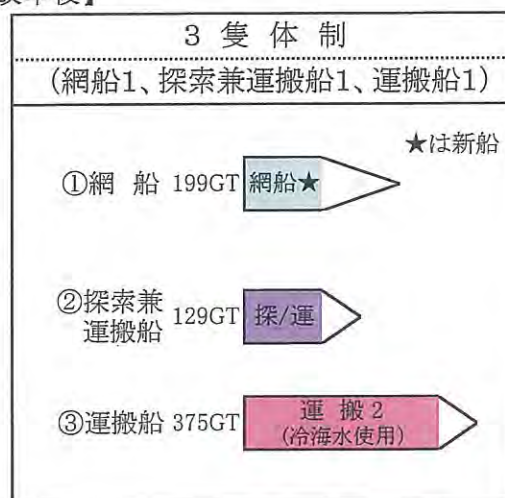 3 隻 体 制
(網船1、探索兼運搬船1、運搬船1)
★は新船
①網 船 199GT 網船★
②探索兼
運搬船 129GT 探/運
③運搬船 375GT 運 搬 2
(冷海水使用)